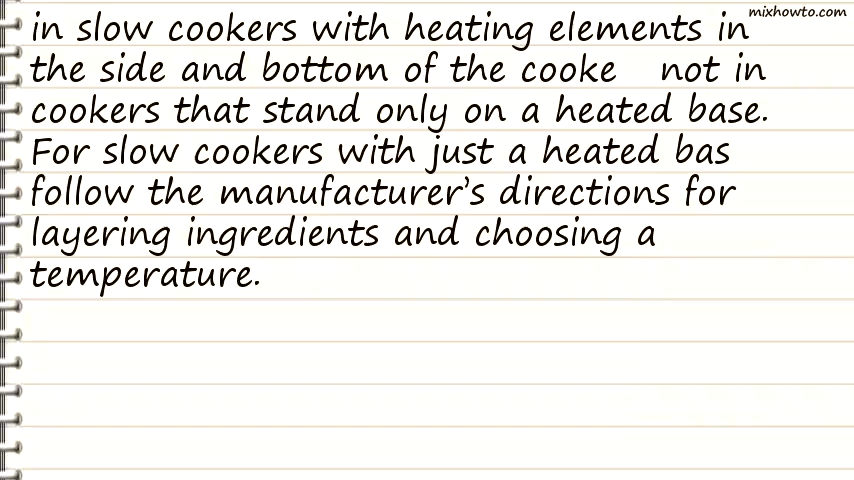 mixhowto.com
in slow cookers with heating elements in
the side and bottom of the cooke not in
cookers that stand only on a heated base.
For slow cookers with just a heated bas
follow the manufacturer's directions for
layering ingredients and choosing a
temperature.